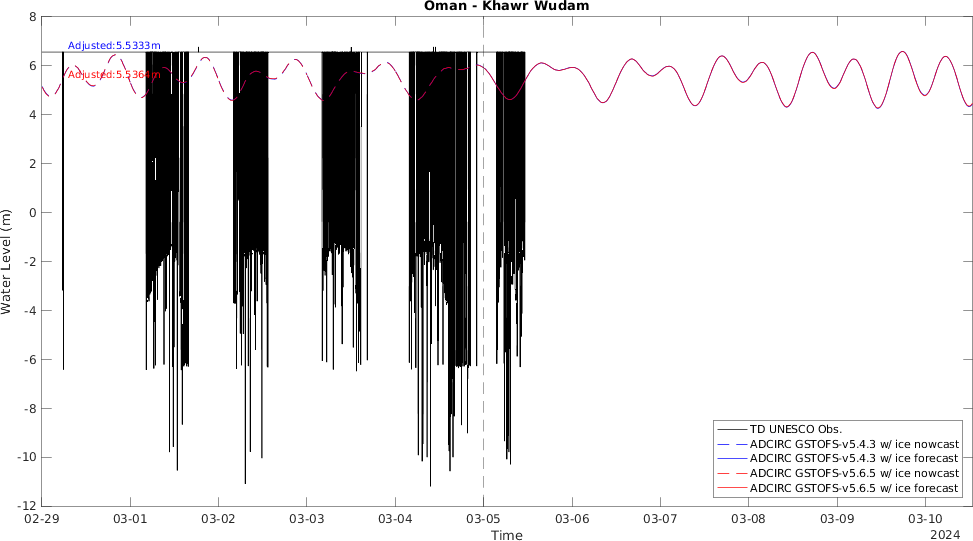 Oman - Khawr Wudam
8
6
4
2
0
-2
-4
-6
-8
-10
-12
Water Level (m)
Adjusted:5.5333m
Adjusted:5.5364m
TD UNESCO Obs.
ADCIRC GSTOFS-v5.4.3 w/ ice nowcast
ADCIRC GSTOFS-v5.4.3 w/ ice forecast
ADCIRC GSTOFS-v5.6.5 w/ ice nowcast
ADCIRC GSTOFS-v5.6.5 w/ ice forecast
02-29 03-01 03-02 03-03 03-04 03-05 03-06 03-07 03-08 03-09 03-10
Time
2024